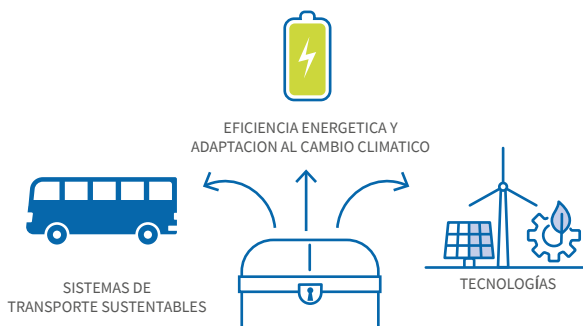 EFICIENCIA ENERGETICA Y
ADAPTACION AL CAMBIO CLIMATICO
SISTEMAS DE
TRANSPORTE SUSTENTABLES
TECNOLOGÍAS